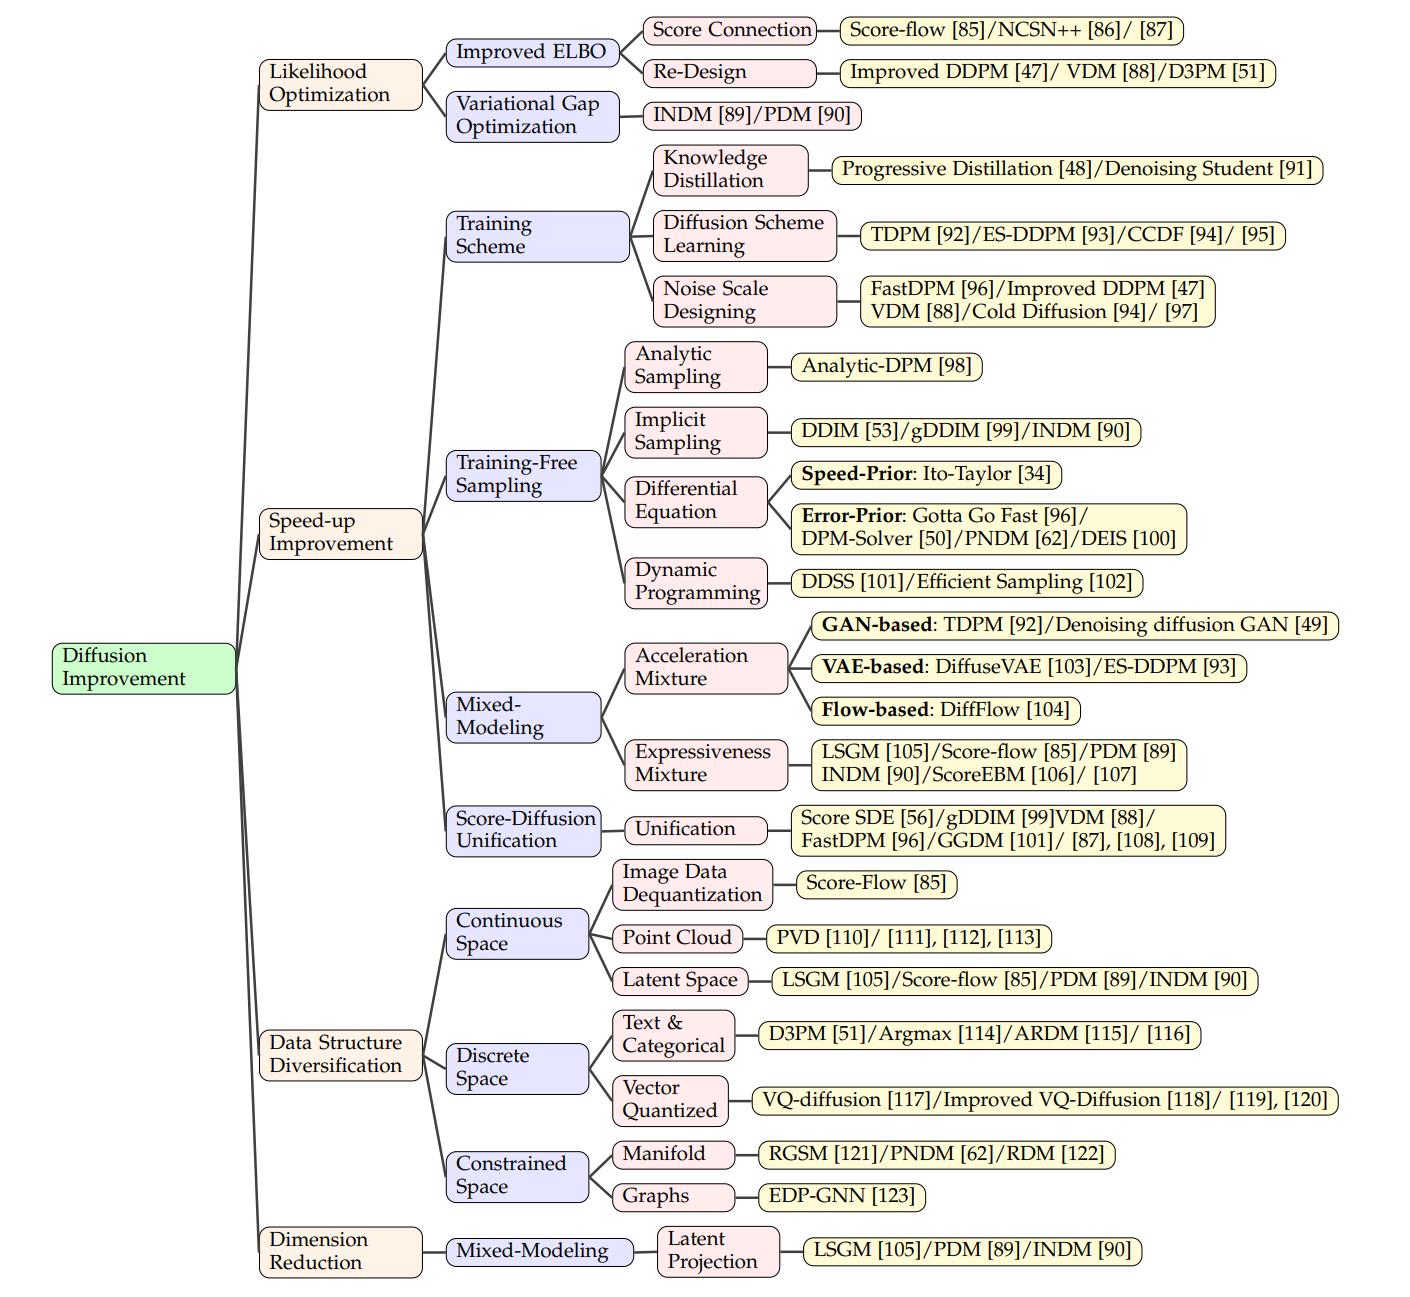 Diffusion
Improvement
Likelihood
Optimization
Improved ELBO
Score Connection
Score-flow [85]/NCSN++ [86]/ [87]
Re-Design
Improved DDPM [47]/ VDM [88]/D3PM [51]
Variational Gap
Optimization
INDM [89]/PDM [90]
Speed-up
Improvement
Training
Scheme
Knowledge
Distillation
Progressive Distillation [48]/Denoising Student [91]
Diffusion Scheme
Learning
TDPM [92]/ES-DDPM [93]/CCDF [94]/ [95]
Noise Scale
Designing
FastDPM [96]/Improved DDPM [47]
VDM [88]/Cold Diffusion [94]/ [97]
Training-Free
Sampling
Analytic
Sampling
Analytic-DPM [98]
Implicit
Sampling
DDIM [53]/gDDIM [99]/INDM [90]
Differential
Equation
Speed-Prior: Ito-Taylor [34]
Error-Prior: Gotta Go Fast [96]/
DPM-Solver [50]/PNDM [62]/DEIS [100]
Dynamic
Programming
DDSS [101]/Efficient Sampling [102]
Mixed-
Modeling
Acceleration
Mixture
GAN-based: TDPM [92]/Denoising diffusion GAN [49]
VAE-based: DiffuseVAE [103]/ES-DDPM [93]
Flow-based: DiffFlow [104]
Expressiveness
Mixture
LSGM [105]/Score-flow [85]/PDM [89]
INDM [90]/ScoreEBM [106]/ [107]
Score-Diffusion
Unification
Unification
Score SDE [56]/gDDIM [99]VDM [88]/
FastDPM [96]/GGDM [101]/ [87], [108], [109]
Data Structure
Diversification
Continuous
Space
Image Data
Dequantization
Score-Flow [85]
Point Cloud
PVD [110]/ [111], [112], [113]
Latent Space
LSGM [105]/Score-flow [85]/PDM [89]/INDM [90]
Discrete
Space
Text &
Categorical
D3PM [51]/Argmax [114]/ARDM [115]/ [116]
Vector
Quantized
VQ-diffusion [117]/Improved VQ-Diffusion [118]/ [119], [120]
Constrained
Space
Manifold
RGSM [121]/PNDM [62]/RDM [122]
Graphs
EDP-GNN [123]
Dimension
Reduction
Mixed-Modeling
Latent
Projection
LSGM [105]/PDM [89]/INDM [90]